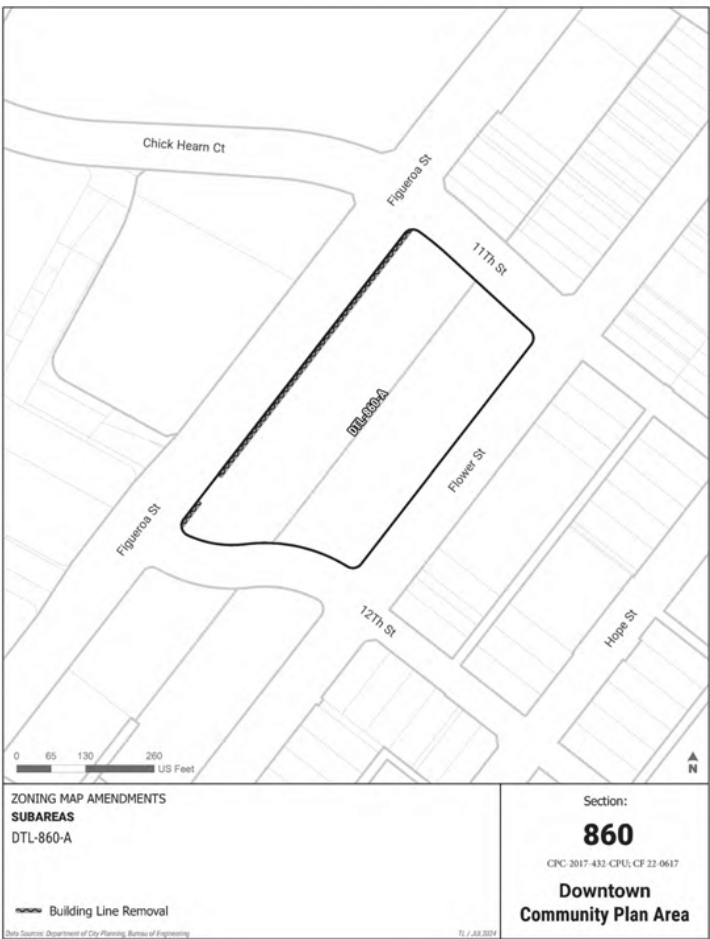 Chick Hearn Ct
Figueroa St
11Th St
DTL-860-A
Flower St
Figueroa St
12Th St
Hope St
0 65 130 260
US Feet
N
ZONING MAP AMENDMENTS
SUBAREAS
DTL-860-A
Building Line Removal
Data Sources: Department of City Planning, Bureau of Engineering
TL / JUL2024
Section:
860
CPC-2017-432-CPU; CF 22-0617
Downtown
Community Plan Area